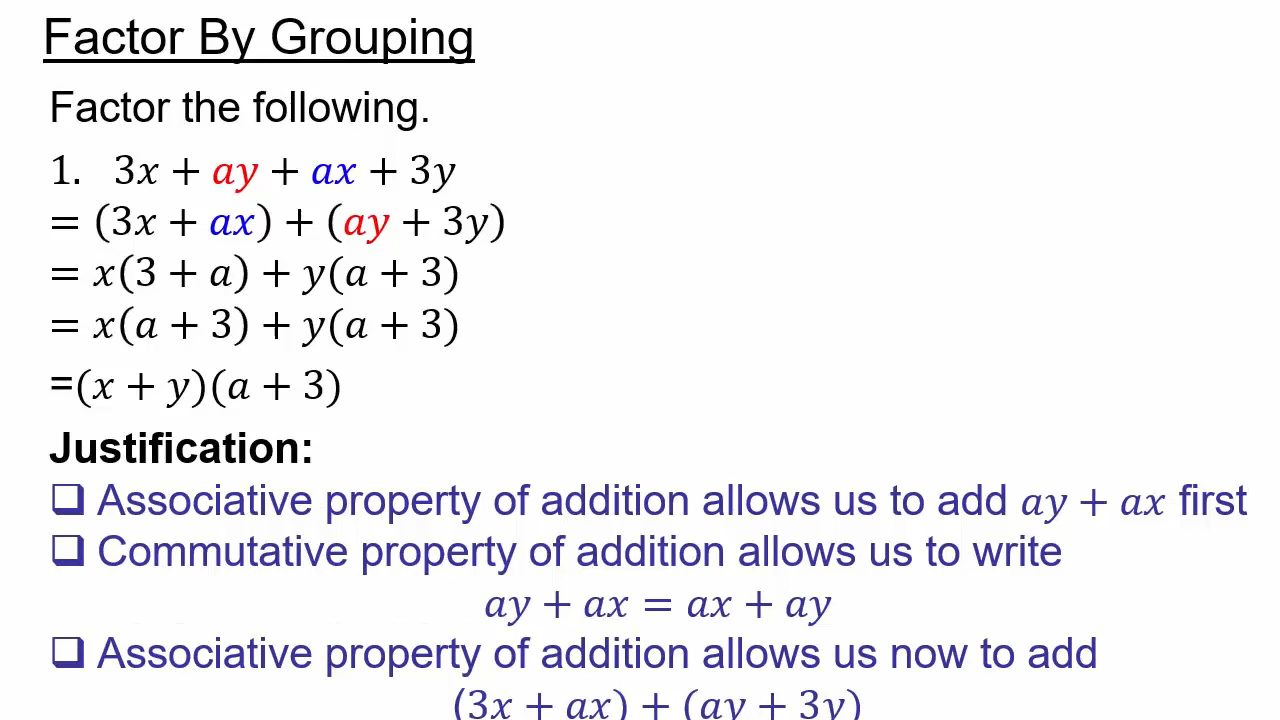 Factor By Grouping
Factor the following.
1. 3x + ay + ax + 3y
= (3x + ax) + (ay + 3y)
= x(3 + a) + y(a + 3)
= x(a + 3) + y(a + 3)
=(x + y)(a + 3)
Justification:
❑ Associative property of addition allows us to add ay + ax first
❑ Commutative property of addition allows us to write
ay + ax = ax + ay
❑ Associative property of addition allows us now to add
(3x + ax) + (ay + 3y)